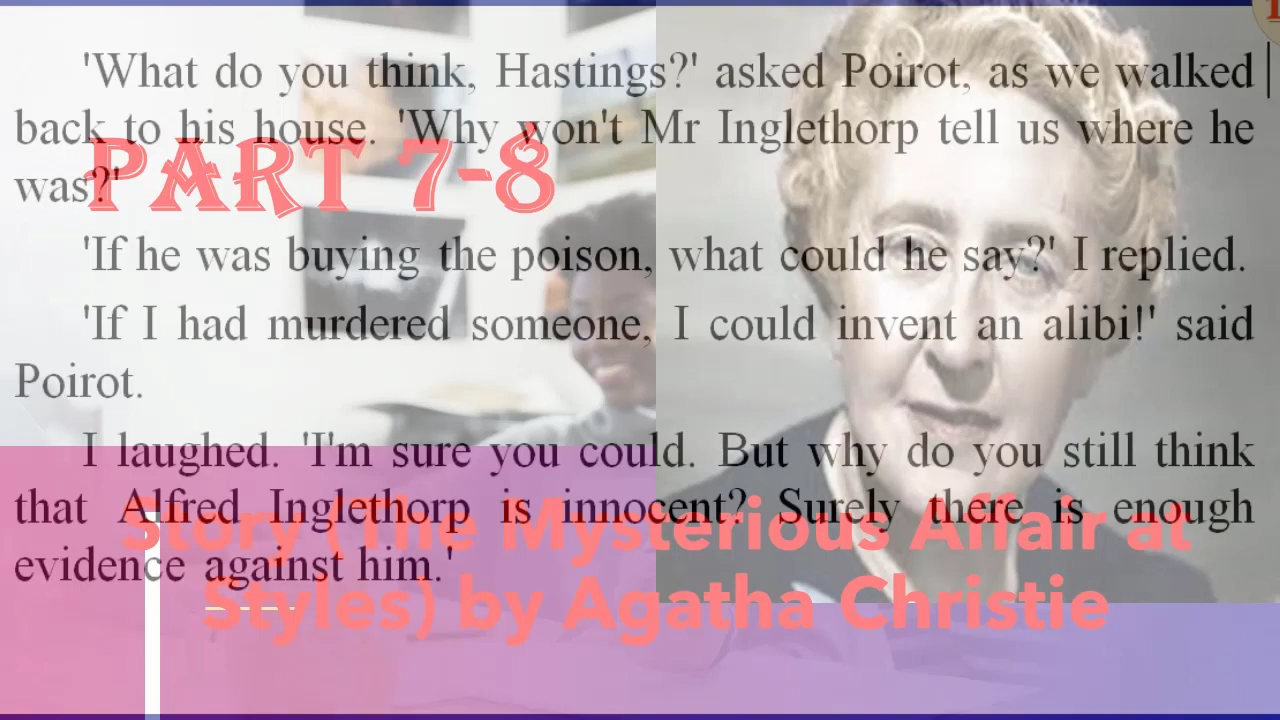 'What do you think, Hastings?' asked Poirot, as we walked
back to his house. 'Why won't Mr Inglethorp tell us where he
was?'
PART 7-8
'If he was buying the poison, what could he say?' I replied.
'If I had murdered someone, I could invent an alibi!' said
Poirot.
I laughed. 'I'm sure you could. But why do you still think
that Alfred Inglethorp is innocent? Surely there is enough
evidence against him.'
Story (The Mysterious Affair at
Styles) by Agatha Christie